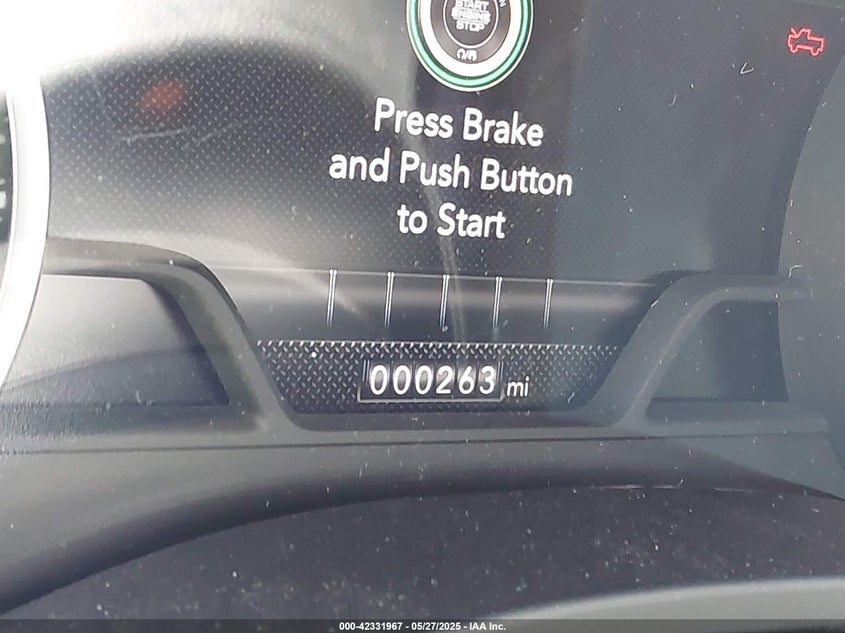 START
ENGINE
STOP
Press Brake
and Push Button
to Start
000263 mi
000-42331967 - 05/27/2025 - IAA Inc.